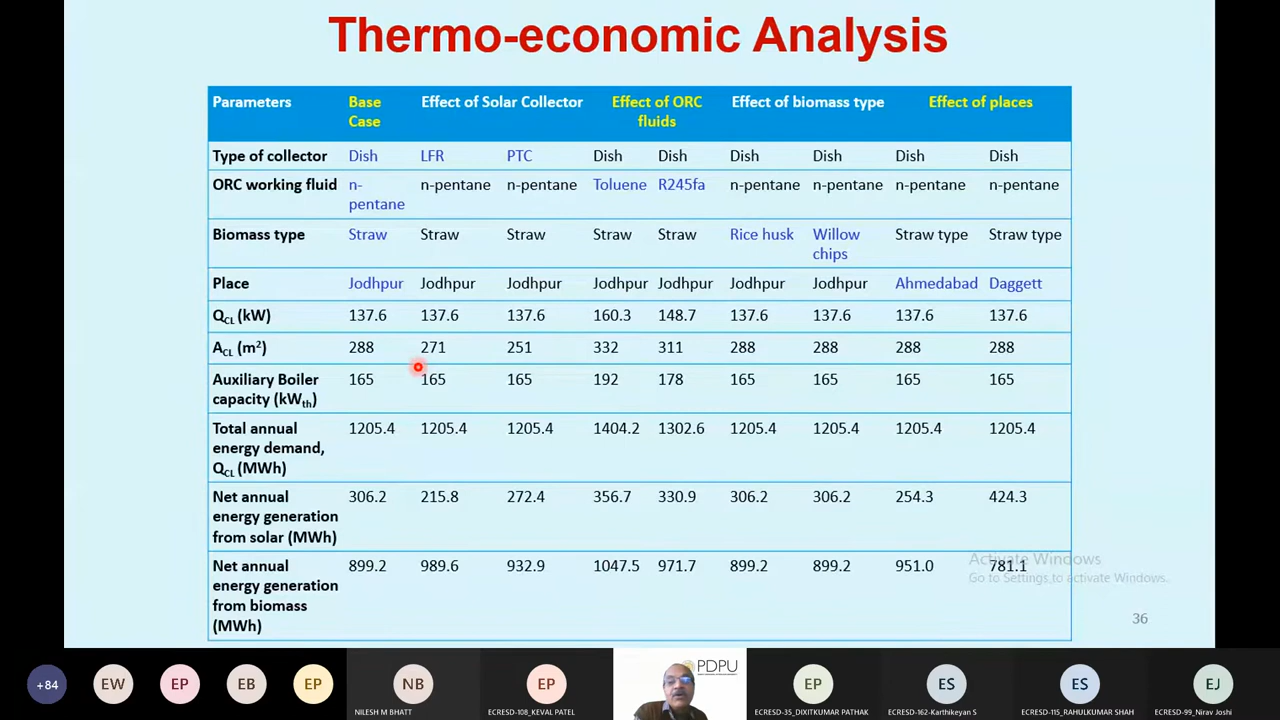 Thermo-economic Analysis
Parameters Base Case Effect of Solar Collector Effect of ORC fluids Effect of biomass type Effect of places
Type of collector Dish LFR PTC Dish Dish Dish Dish Dish Dish
ORC working fluid n-pentane n-pentane n-pentane Toluene R245fa n-pentane n-pentane n-pentane n-pentane
Biomass type Straw Straw Straw Straw Straw Rice husk Willow chips Straw type Straw type
Place Jodhpur Jodhpur Jodhpur Jodhpur Jodhpur Jodhpur Jodhpur Ahmedabad Daggett
QCL (kW) 137.6 137.6 137.6 160.3 148.7 137.6 137.6 137.6 137.6
ACL (m²) 288 271 251 332 311 288 288 288 288
Auxiliary Boiler capacity (kWth) 165 165 165 192 178 165 165 165 165
Total annual energy demand, QCL (MWh) 1205.4 1205.4 1205.4 1404.2 1302.6 1205.4 1205.4 1205.4 1205.4
Net annual energy generation from solar (MWh) 306.2 215.8 272.4 356.7 330.9 306.2 306.2 254.3 424.3
Net annual energy generation from biomass (MWh) 899.2 989.6 932.9 1047.5 971.7 899.2 899.2 951.0 781.1
Activate Windows
Go to Settings to activate Windows.
36
+84 EW EP EB EP NB EP PDPU EP ES ES EJ
NILESH M BHATT ECRESD-108_KEVAL PATEL ECRESD-35_DIXITKUMAR PATHAK ECRESD-162-Karthikeyan S ECRESD-115_RAHULKUMAR SHAH ECRESD-99_Nirav Joshi